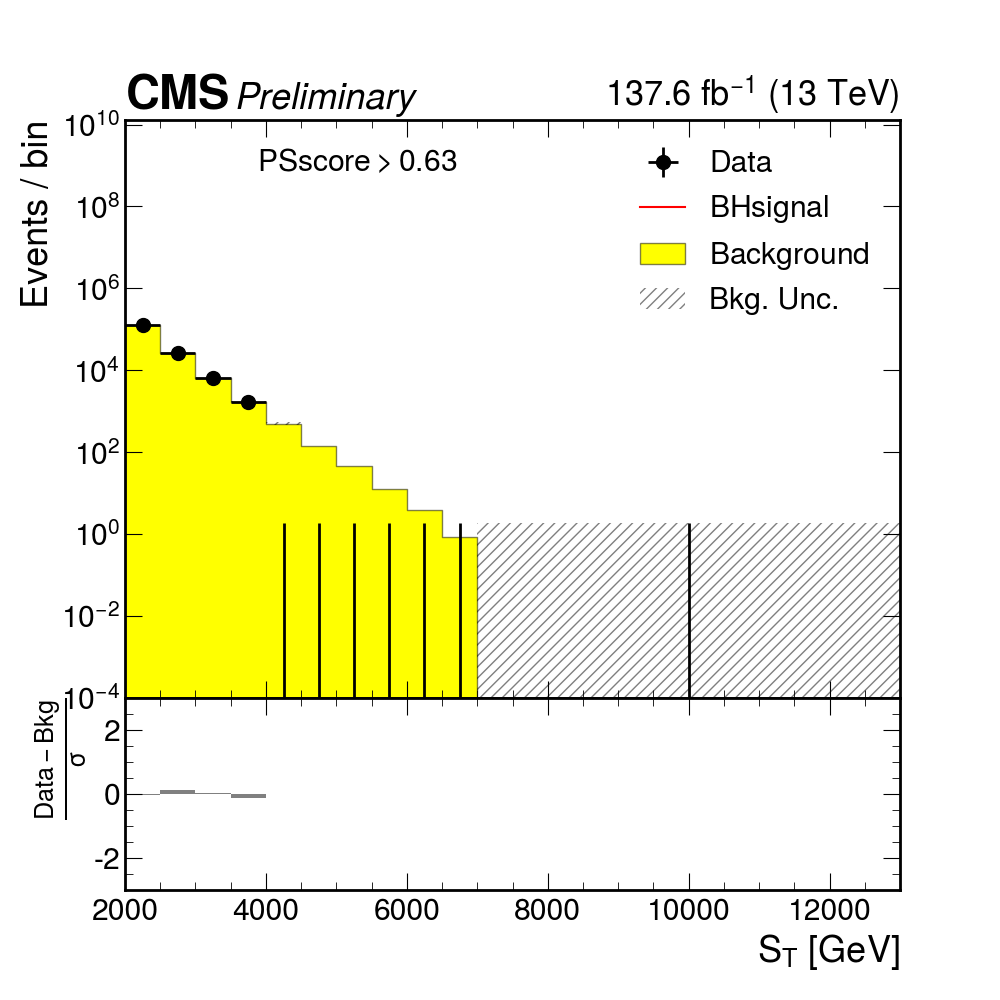 CMS Preliminary 137.6 fb⁻¹ (13 TeV)
Events / bin
PSscore > 0.63
Data
BHsignal
Background
Bkg. Unc.
10¹⁰
10⁸
10⁶
10⁴
10²
10⁰
10⁻²
10⁻⁴
Data − Bkg
σ
2
0
-2
2000 4000 6000 8000 10000 12000
S_T [GeV]